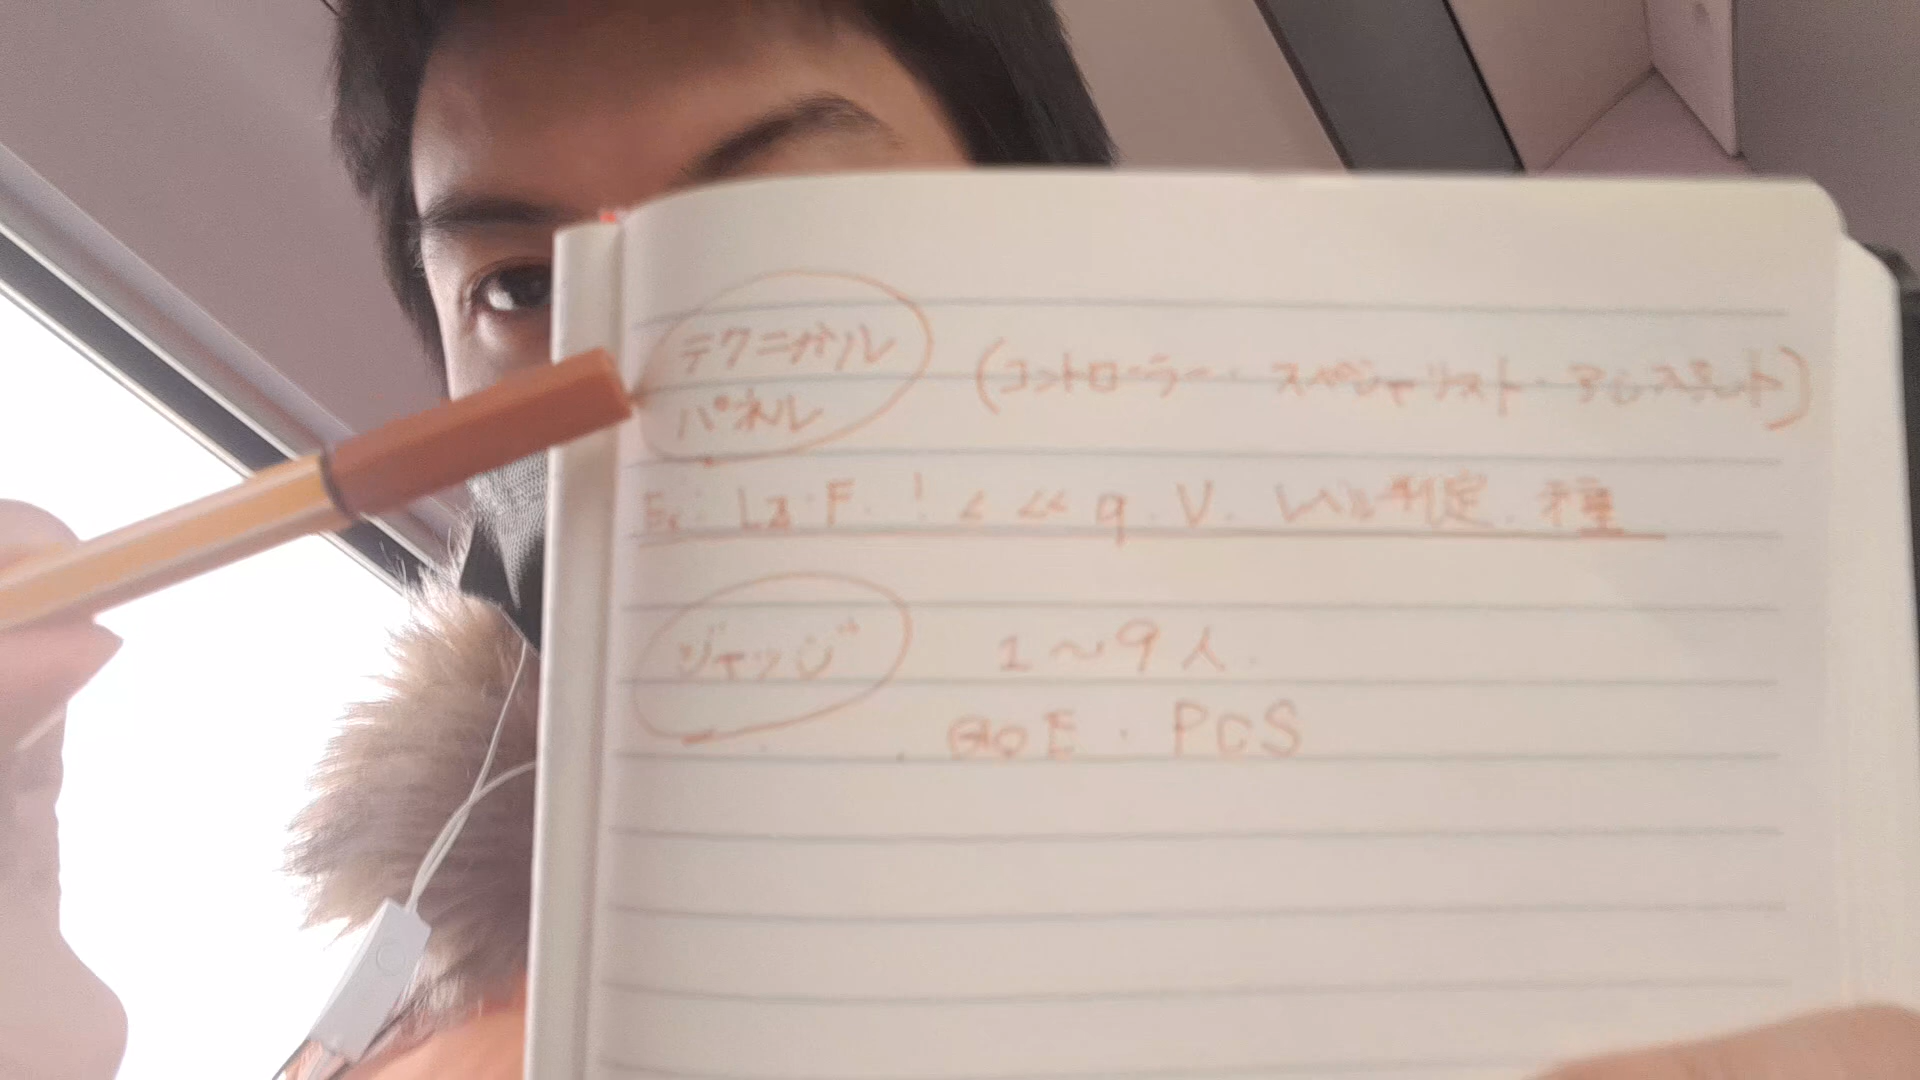 テクニカル
パネル
(コントローラー・スペシャリスト・アシスタント)
Lz・F. ! < << q. V. レベル判定. 種
ジャッジ
1〜9人.
GOE・PCS